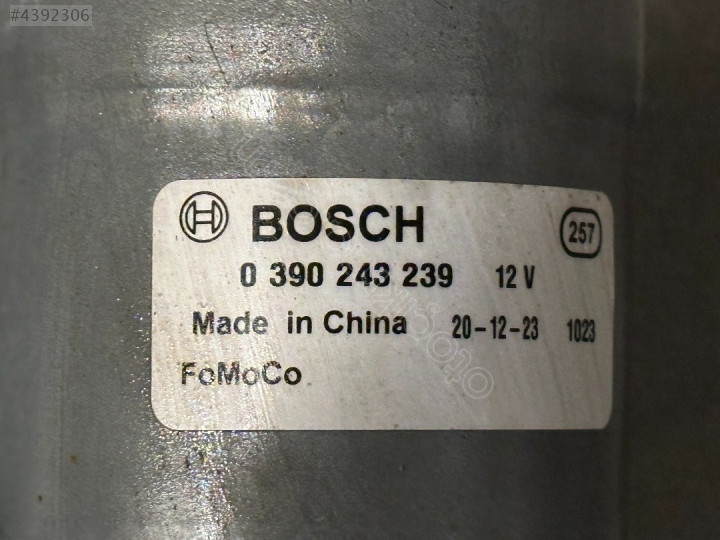 #4392306
BOSCH
257
0 390 243 239 12 V
Made in China 20-12-23 1023
FoMoCo